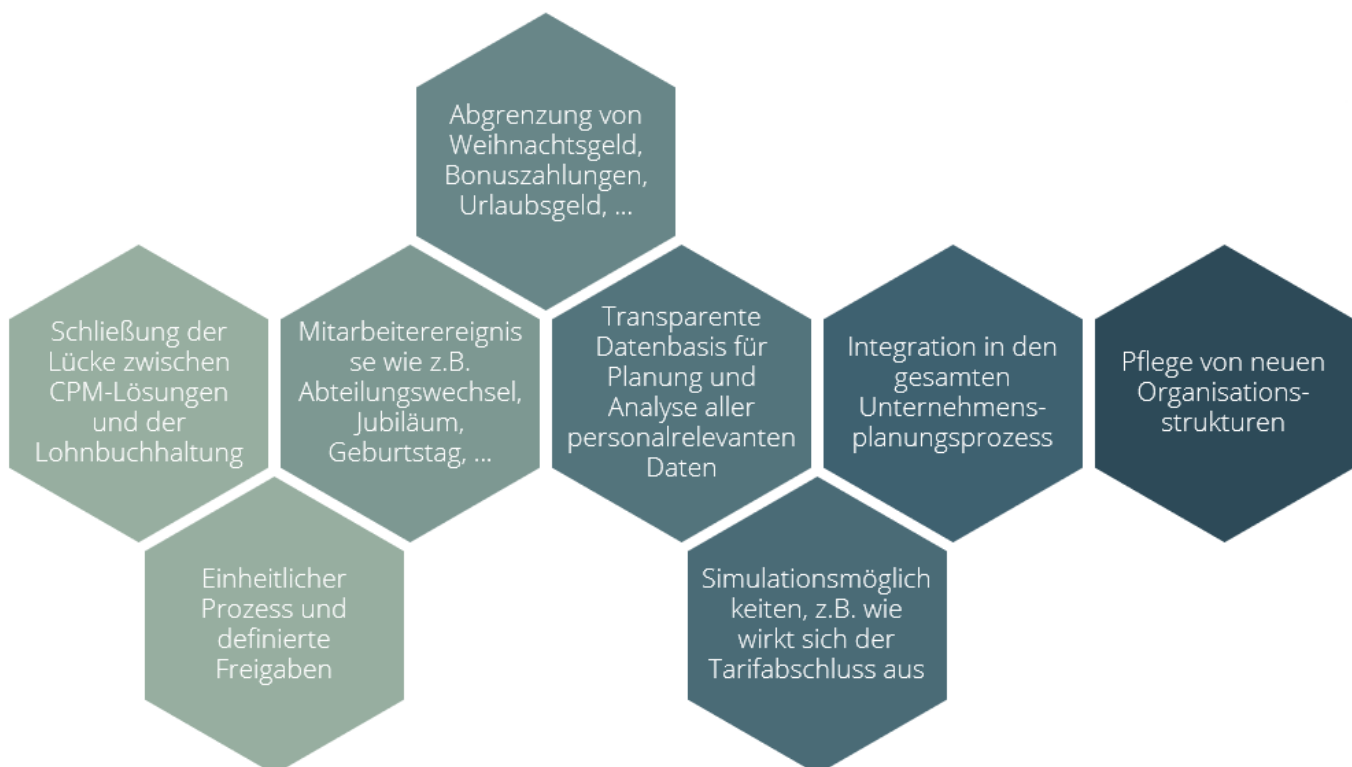 Abgrenzung von
Weihnachtsgeld,
Bonuszahlungen,
Urlaubsgeld, ...
Schließung der
Lücke zwischen
CPM-Lösungen
und der
Lohnbuchhaltung
Mitarbeiterereignis
se wie z.B.
Abteilungswechsel,
Jubiläum,
Geburtstag, ...
Transparente
Datenbasis für
Planung und
Analyse aller
personalrelevanten
Daten
Integration in den
gesamten
Unternehmens-
planungsprozess
Pflege von neuen
Organisations-
strukturen
Einheitlicher
Prozess und
definierte
Freigaben
Simulationsmöglich
keiten, z.B. wie
wirkt sich der
Tarifabschluss aus